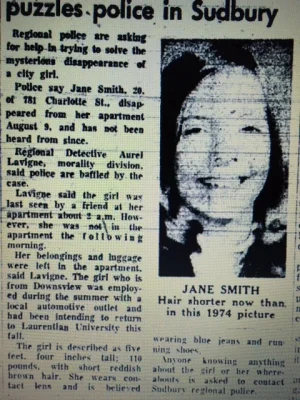 puzzles police in Sudbury
Regional police are asking
for help in trying to solve the
mysterious disappearance of
a city girl.
Police say Jane Smith, 20,
of 781 Charlotte St., disap-
peared from her apartment
August 9, and has not been
heard from since.
Regional Detective Aurel
Lavigne, morality division,
said police are baffled by the
case.
Lavigne said the girl was
last seen by a friend at her
apartment about 2 a.m. How-
ever, she was not in the
apartment the following
morning.
Her belongings and luggage
were left in the apartment,
said Lavigne. The girl who is
from Downsview was employ-
ed during the summer with a
local automotive outlet and
had been intending to return
to Laurentian University this
fall.
The girl is described as five
feet, four inches tall; 110
pounds, with short reddish
brown hair. She wears con-
tact lens and is believed
JANE SMITH
Hair shorter now than
in this 1974 picture
wearing blue jeans and run-
ning shoes.
Anyone knowing anything
about the girl or her where-
abouts is asked to contact
Sudbury regional police.